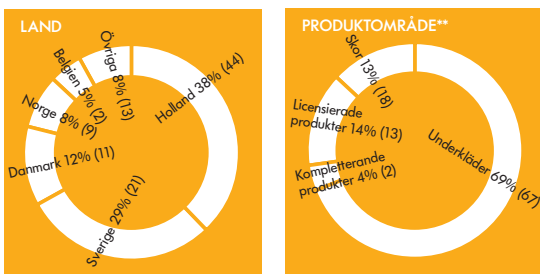 LAND
Övriga 8% (13)
Belgien 5% (2)
Norge 8% (9)
Danmark 12% (11)
Sverige 29% (21)
Holland 38% (44)
PRODUKTOMRÅDE**
Skor 13%
(18)
Licensierade
produkter 14% (13)
Kompletterande
produkter 4% (2)
Underkläder 69% (67)